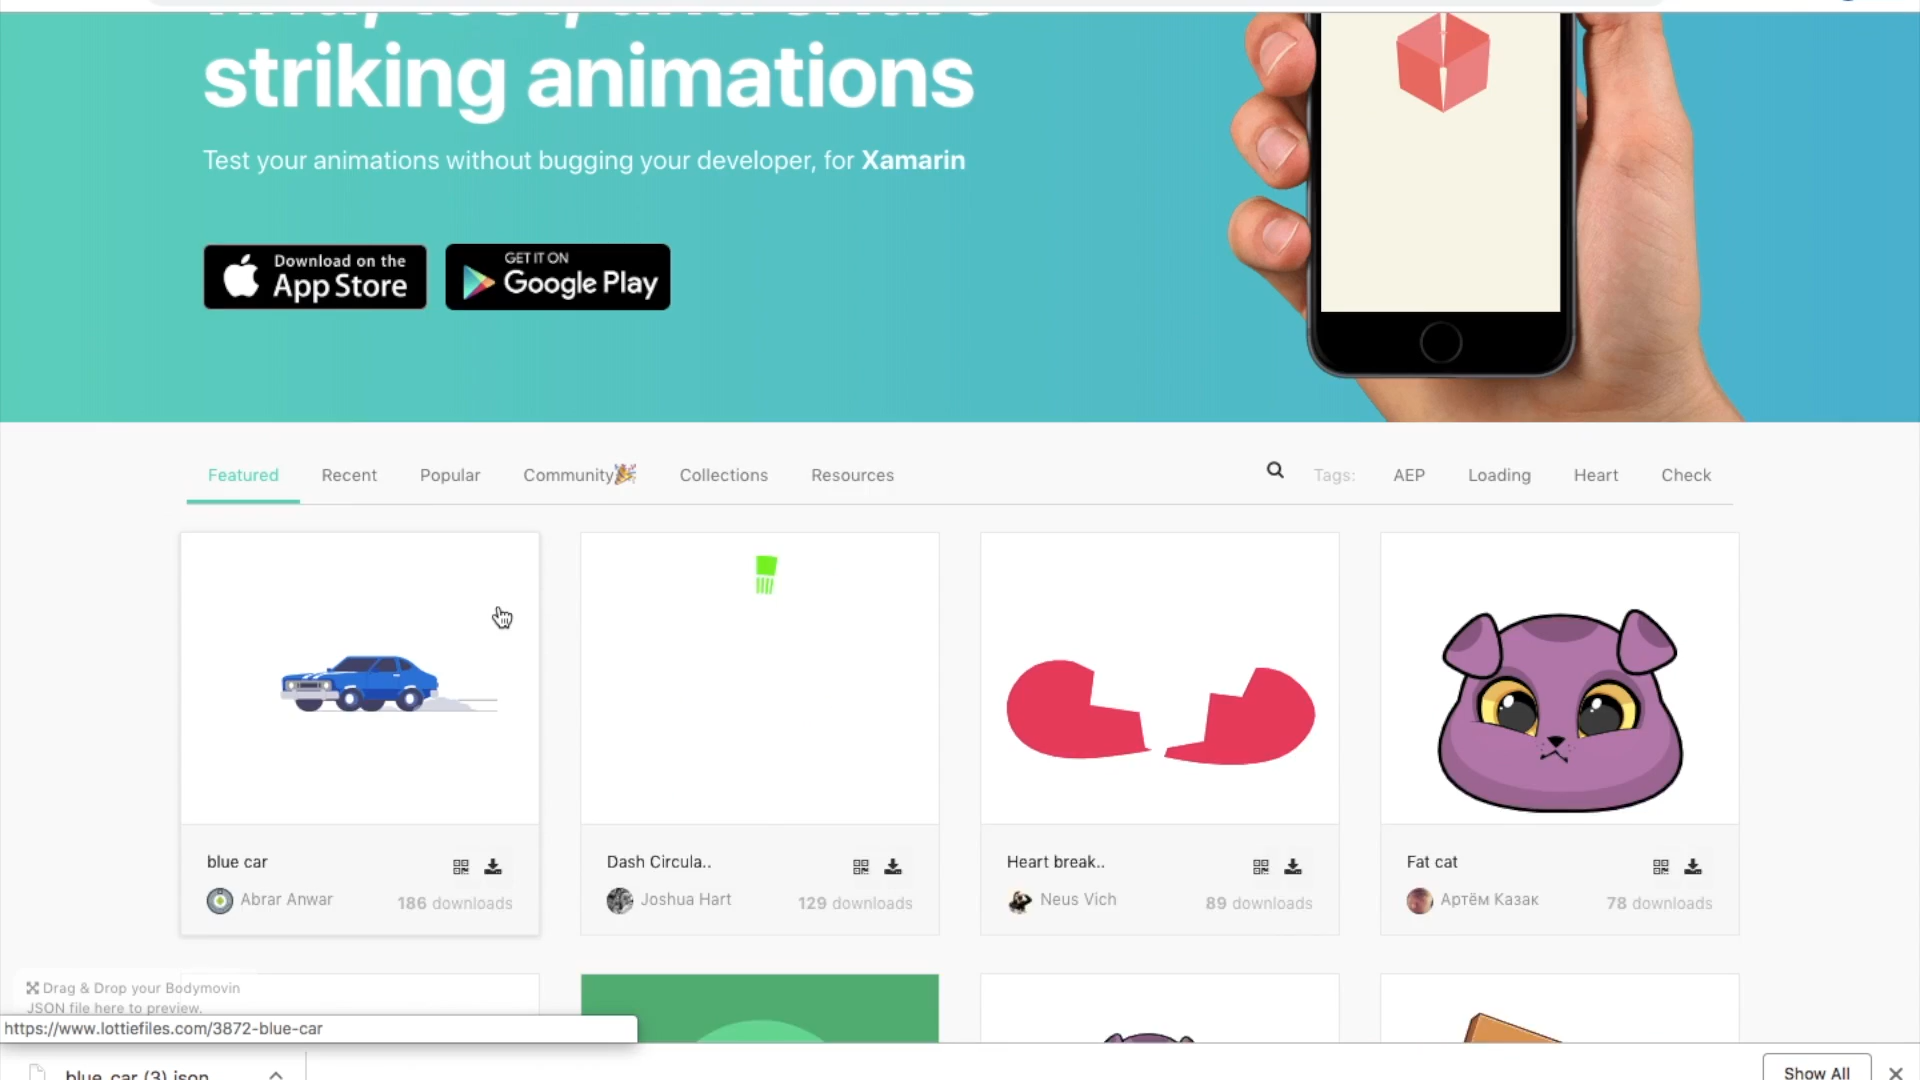 striking animations
Test your animations without bugging your developer, for Xamarin
Download on the
App Store
GET IT ON
Google Play
Featured Recent Popular Community Collections Resources Tags: AEP Loading Heart Check
blue car
Abrar Anwar 186 downloads
Dash Circula..
Joshua Hart 129 downloads
Heart break..
Neus Vich 89 downloads
Fat cat
Артём Казак 78 downloads
Drag & Drop your Bodymovin
JSON file here to preview.
https://www.lottiefiles.com/3872-blue-car
blue_car (3).json Show All